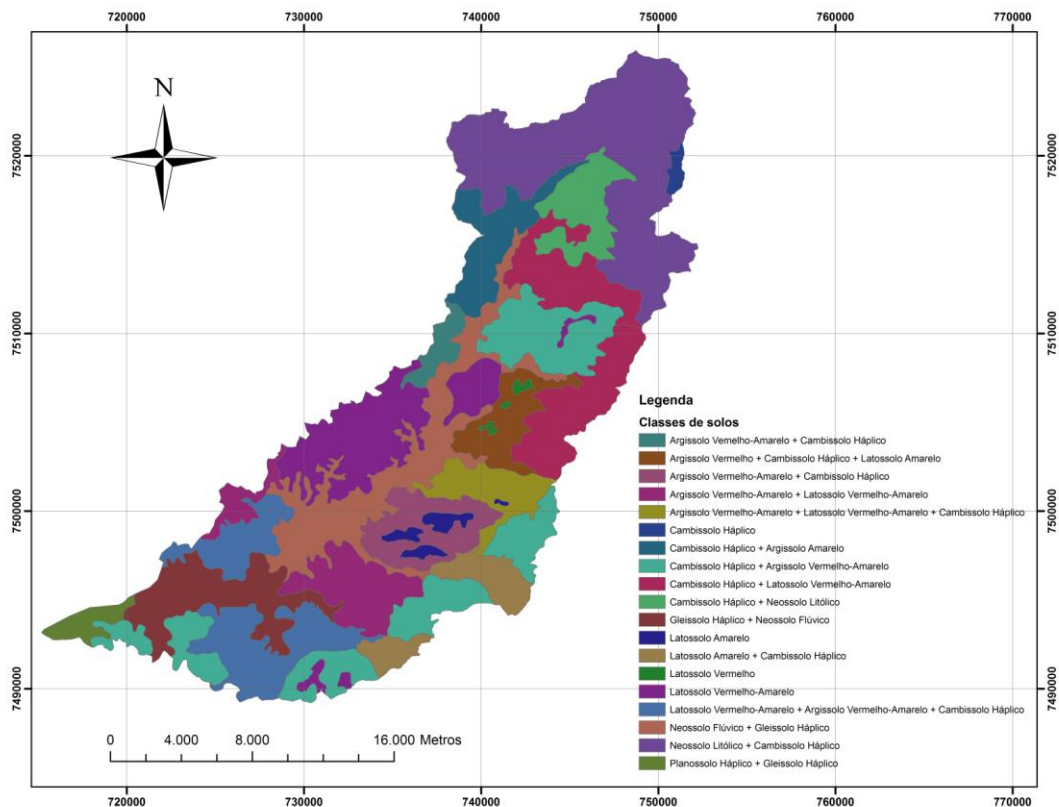 720000 730000 740000 750000 760000 770000
N
7520000 7520000
7510000 7510000
Legenda
Classes de solos
Argissolo Vemelho-Amarelo + Cambissolo Háplico
Argissolo Vermelho + Cambissolo Háplico + Latossolo Amarelo
Argissolo Vermelho-Amarelo + Cambissolo Háplico
Argissolo Vermelho-Amarelo + Latossolo Vermelho-Amarelo
Argissolo Vermelho-Amarelo + Latossolo Vermelho-Amarelo + Cambissolo Háplico
7500000 7500000
Cambissolo Háplico
Cambissolo Háplico + Argissolo Amarelo
Cambissolo Háplico + Argissolo Vermelho-Amarelo
Cambissolo Háplico + Latossolo Vermelho-Amarelo
Cambissolo Háplico + Neossolo Litólico
Gleissolo Háplico + Neossolo Flúvico
Latossolo Amarelo
Latossolo Amarelo + Cambissolo Háplico
Latossolo Vermelho
7490000 7490000
Latossolo Vermelho-Amarelo
Latossolo Vermelho-Amarelo + Argissolo Vermelho-Amarelo + Cambissolo Háplico
Neossolo Flúvico + Gleissolo Háplico
Neossolo Litólico + Cambissolo Háplico
Planossolo Háplico + Gleissolo Háplico
0 4.000 8.000 16.000 Metros
720000 730000 740000 750000 760000 770000